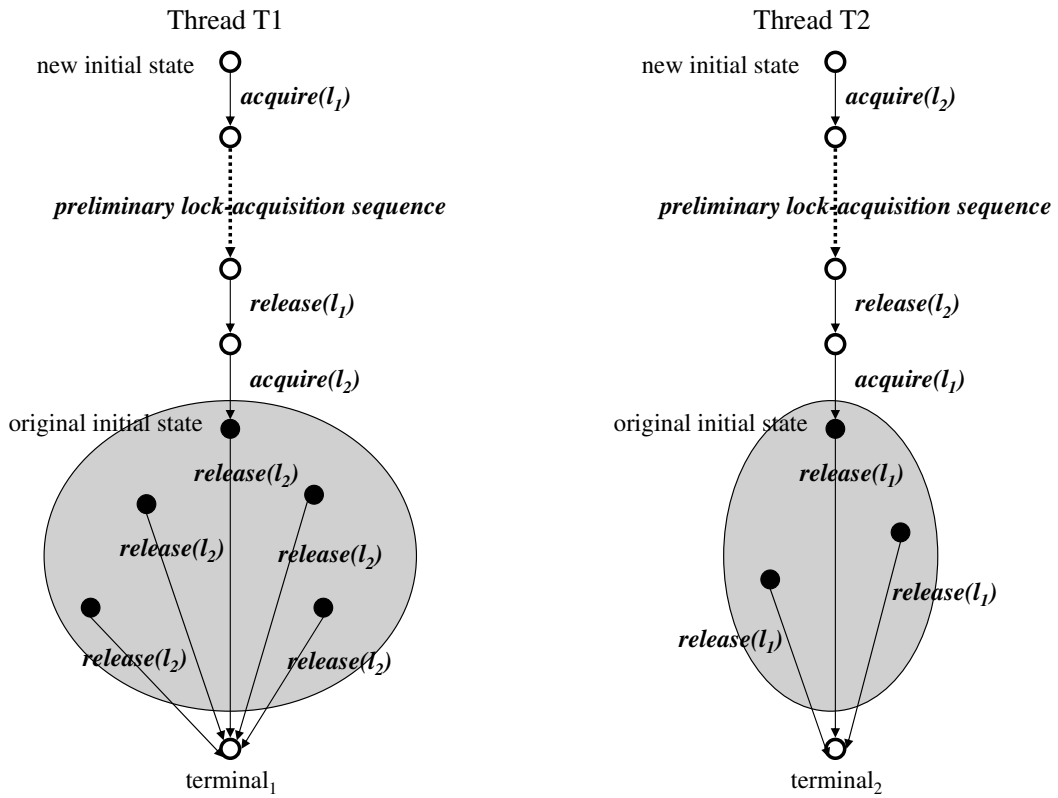 Thread T1
new initial state
acquire(l₁)
preliminary lock-acquisition sequence
release(l₁)
acquire(l₂)
original initial state
release(l₂)
release(l₂)
release(l₂)
release(l₂)
release(l₂)
terminal₁
Thread T2
new initial state
acquire(l₂)
preliminary lock-acquisition sequence
release(l₂)
acquire(l₁)
original initial state
release(l₁)
release(l₁)
release(l₁)
terminal₂